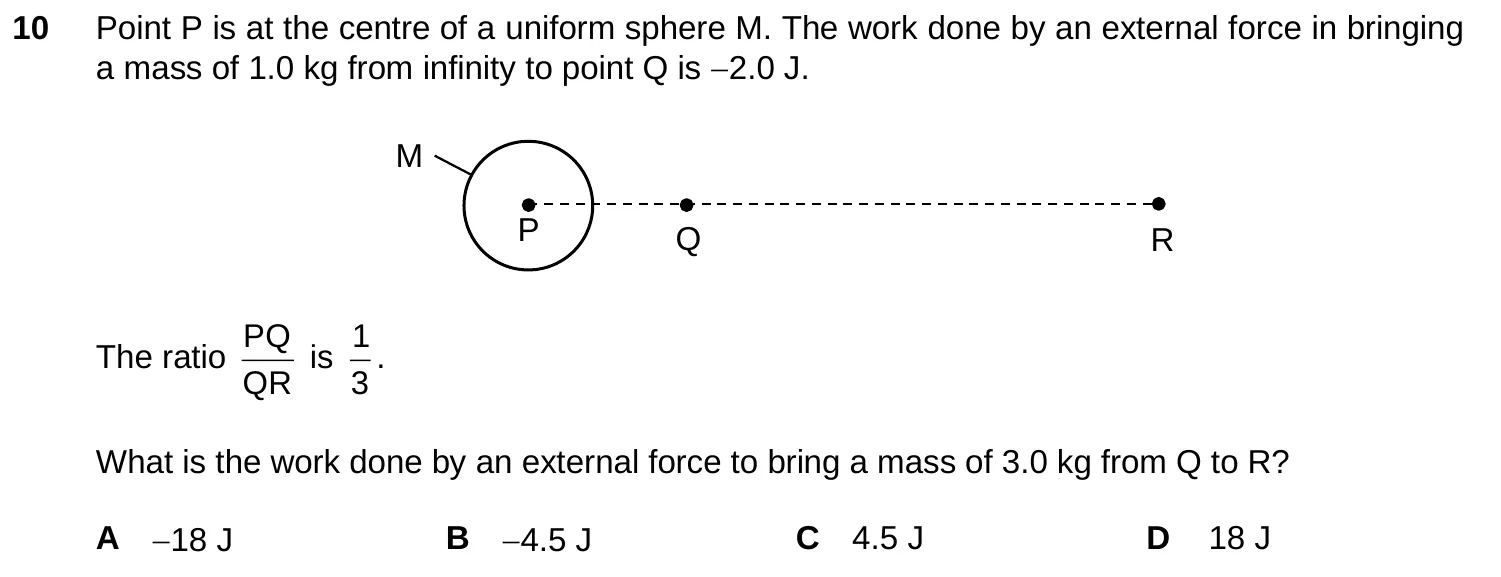 10 Point P is at the centre of a uniform sphere M. The work done by an external force in bringing
a mass of 1.0 kg from infinity to point Q is –2.0 J.
M
P
Q
R
The ratio PQ/QR is 1/3.
What is the work done by an external force to bring a mass of 3.0 kg from Q to R?
A –18 J B –4.5 J C 4.5 J D 18 J